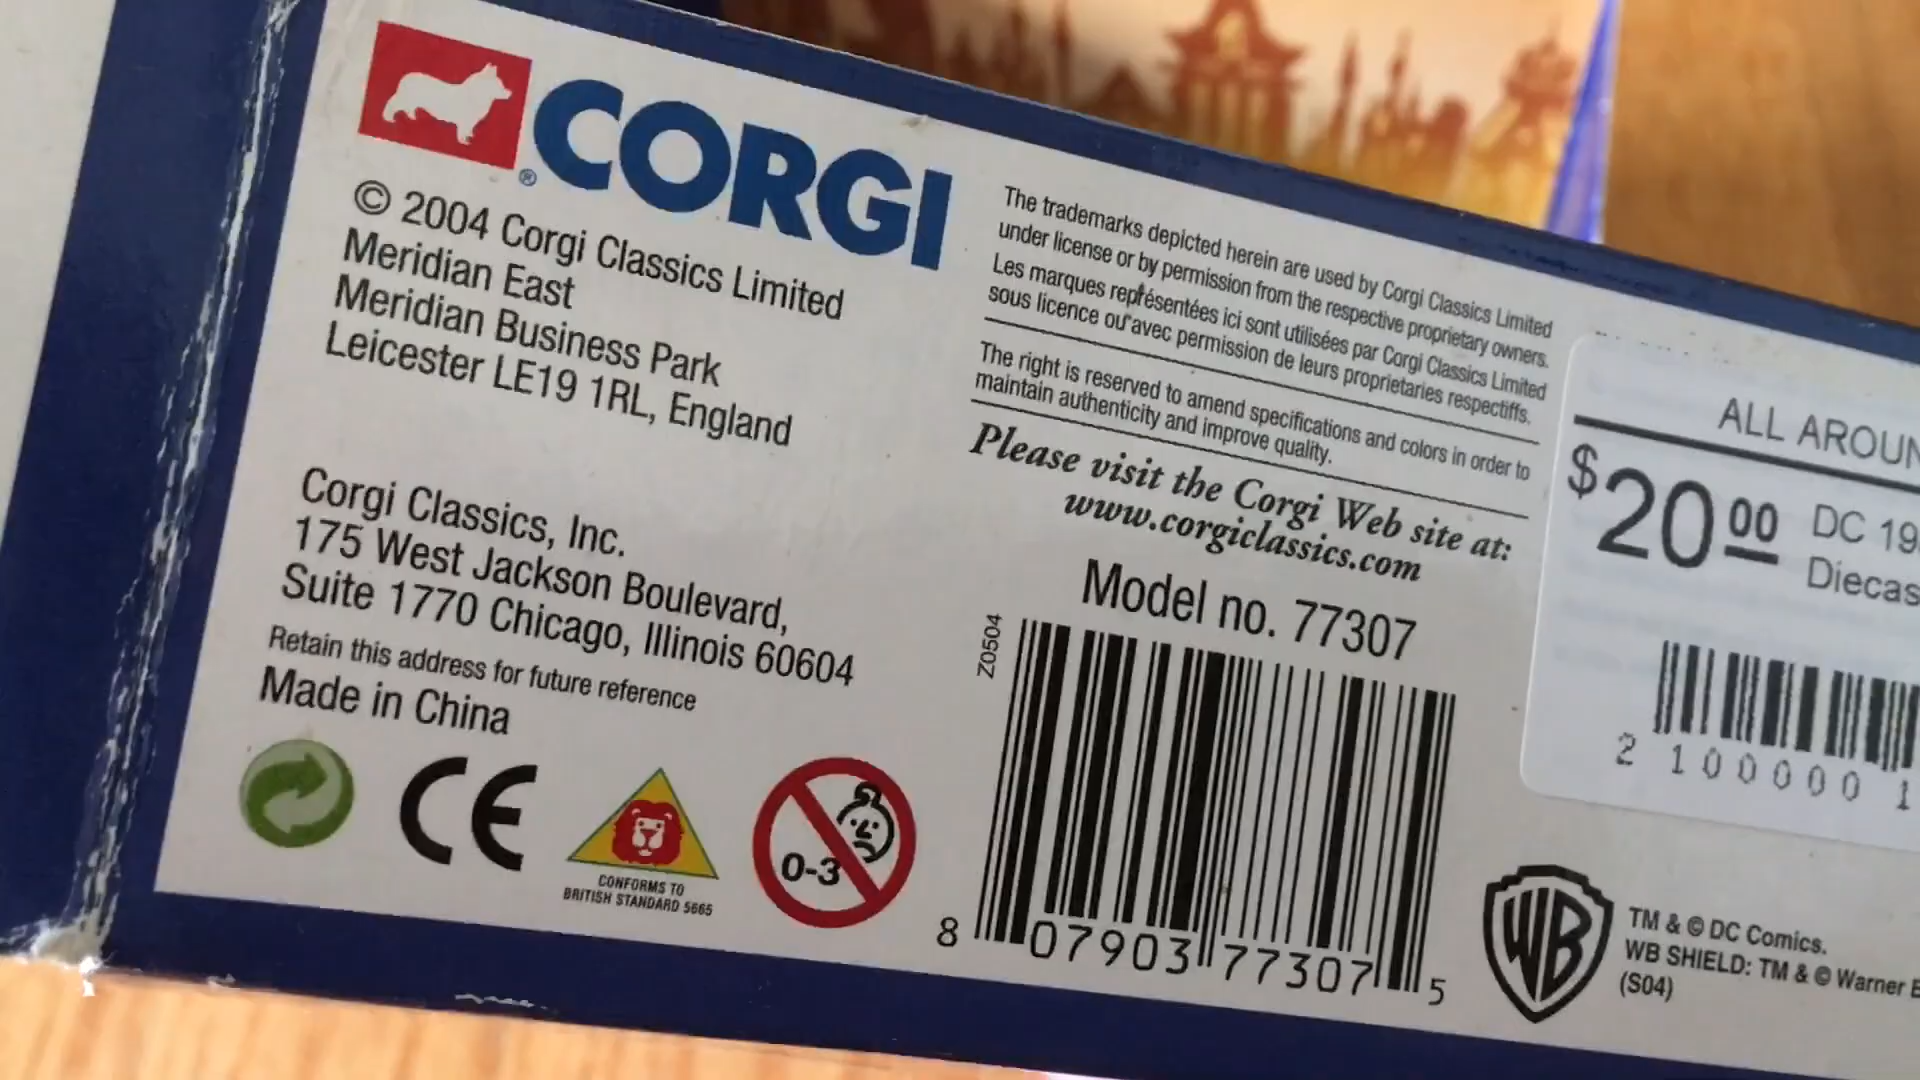 CORGI
®
© 2004 Corgi Classics Limited
Meridian East
Meridian Business Park
Leicester LE19 1RL, England
Corgi Classics, Inc.
175 West Jackson Boulevard,
Suite 1770 Chicago, Illinois 60604
Retain this address for future reference
Made in China
CE
CONFORMS TO
BRITISH STANDARD 5665
0-3
The trademarks depicted herein are used by Corgi Classics Limited
under license or by permission from the respective proprietary owners.
Les marques représentées ici sont utilisées par Corgi Classics Limited
sous licence ou avec permission de leurs proprietaries respectiffs.
The right is reserved to amend specifications and colors in order to
maintain authenticity and improve quality.
Please visit the Corgi Web site at:
www.corgiclassics.com
Model no. 77307
Z0504
8 07903 77307 5
ALL AROUN
$20.00 DC 19
Diecas
2 100000 1
WB
TM & © DC Comics.
WB SHIELD: TM & © Warner
(S04)